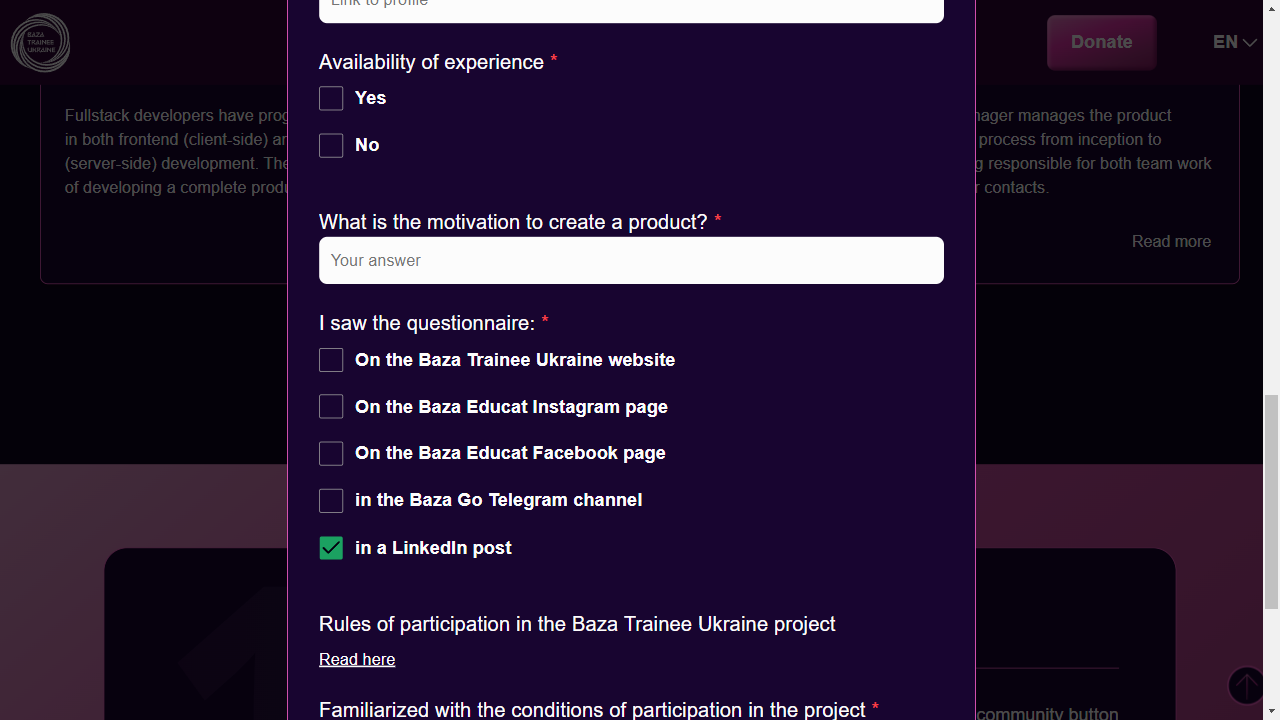 Link to profile
BAZA
TRAINEE
UKRAINE
Donate
EN
Availability of experience *
Yes
No
Fullstack developers have prog
in both frontend (client-side) ar
(server-side) development. The
of developing a complete produ
nager manages the product
process from inception to
g responsible for both team work
r contacts.
Read more
What is the motivation to create a product? *
Your answer
I saw the questionnaire: *
On the Baza Trainee Ukraine website
On the Baza Educat Instagram page
On the Baza Educat Facebook page
in the Baza Go Telegram channel
in a LinkedIn post
1
Rules of participation in the Baza Trainee Ukraine project
Read here
Familiarized with the conditions of participation in the project *
community button